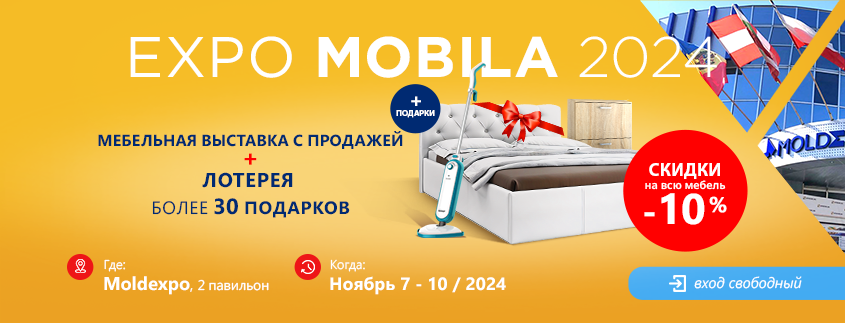 EXPO MOBILA 2024
+
ПОДАРКИ
МЕБЕЛЬНАЯ ВЫСТАВКА С ПРОДАЖЕЙ
+
ЛОТЕРЕЯ
БОЛЕЕ 30 ПОДАРКОВ
MOLDE
СКИДКИ
на всю мебель
-10%
Где:
Moldexpo, 2 павильон
Когда:
Ноябрь 7 - 10 / 2024
вход свободный